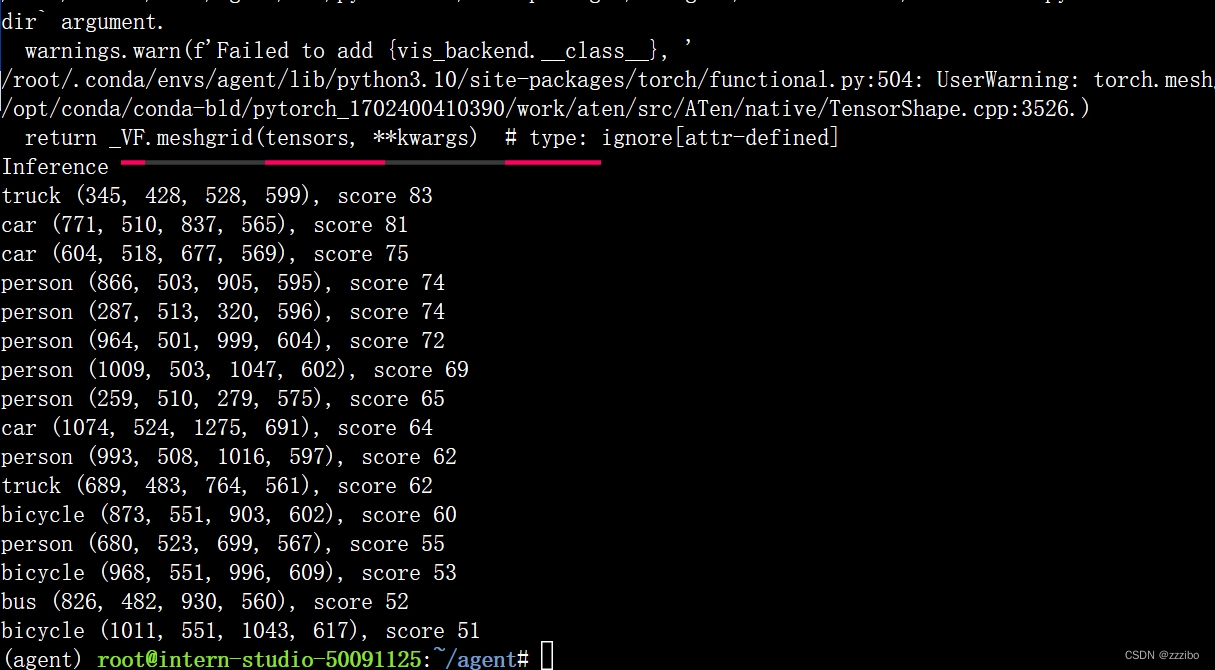 dir` argument.
  warnings.warn(f'Failed to add {vis_backend.__class__}, '
/root/.conda/envs/agent/lib/python3.10/site-packages/torch/functional.py:504: UserWarning: torch.mesh
/opt/conda/conda-bld/pytorch_1702400410390/work/aten/src/ATen/native/TensorShape.cpp:3526.)
  return _VF.meshgrid(tensors, **kwargs)  # type: ignore[attr-defined]
Inference
truck (345, 428, 528, 599), score 83
car (771, 510, 837, 565), score 81
car (604, 518, 677, 569), score 75
person (866, 503, 905, 595), score 74
person (287, 513, 320, 596), score 74
person (964, 501, 999, 604), score 72
person (1009, 503, 1047, 602), score 69
person (259, 510, 279, 575), score 65
car (1074, 524, 1275, 691), score 64
person (993, 508, 1016, 597), score 62
truck (689, 483, 764, 561), score 62
bicycle (873, 551, 903, 602), score 60
person (680, 523, 699, 567), score 55
bicycle (968, 551, 996, 609), score 53
bus (826, 482, 930, 560), score 52
bicycle (1011, 551, 1043, 617), score 51
(agent) root@intern-studio-50091125:~/agent#
CSDN @zzzibo